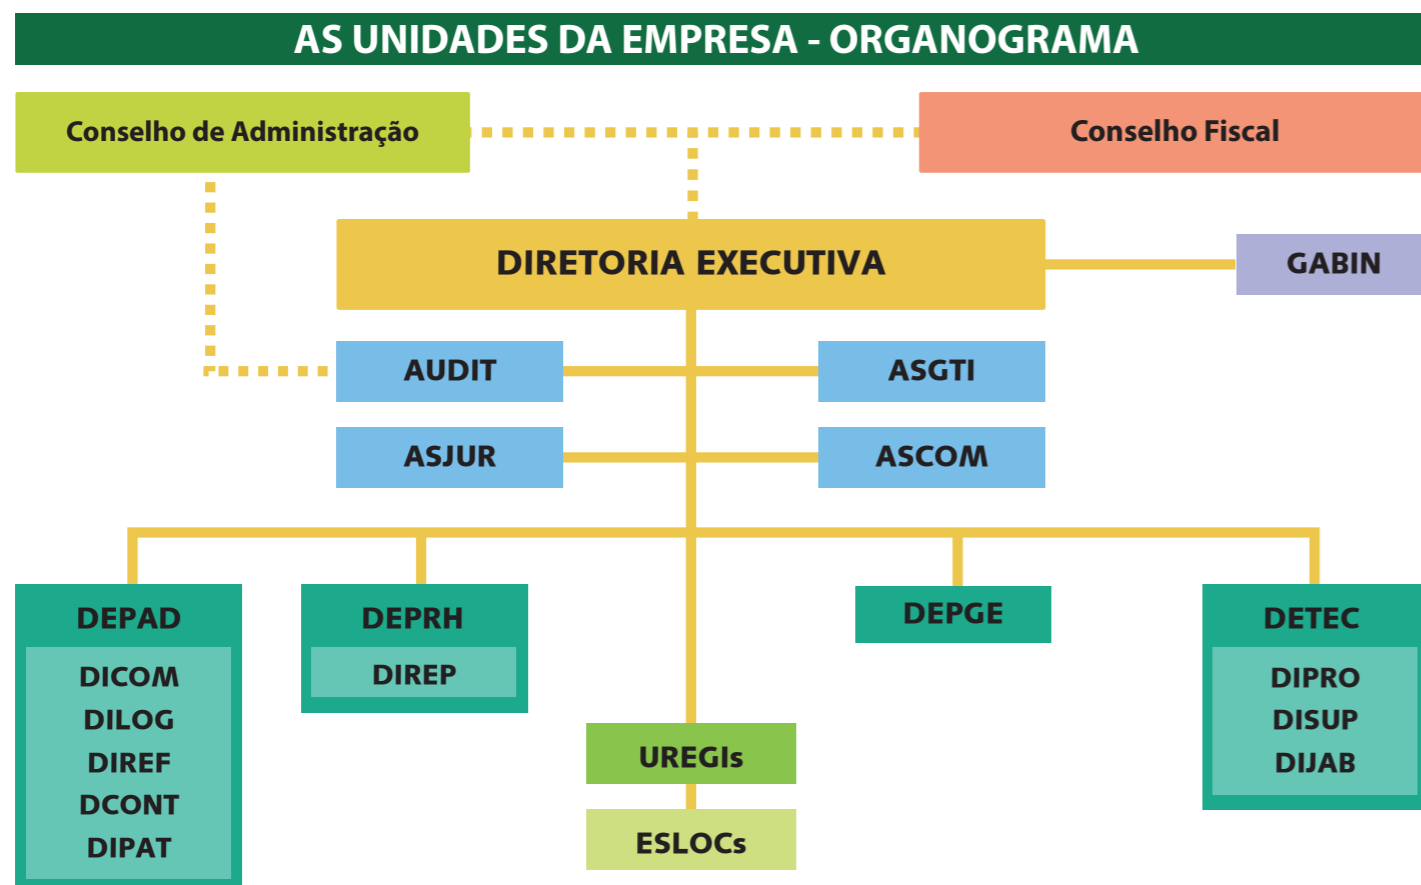 AS UNIDADES DA EMPRESA - ORGANOGRAMA
Conselho de Administração
Conselho Fiscal
DIRETORIA EXECUTIVA
GABIN
AUDIT
ASGTI
ASJUR
ASCOM
DEPAD
DICOM
DILOG
DIREF
DCONT
DIPAT
DEPRH
DIREP
UREGIs
ESLOCs
DEPGE
DETEC
DIPRO
DISUP
DIJAB